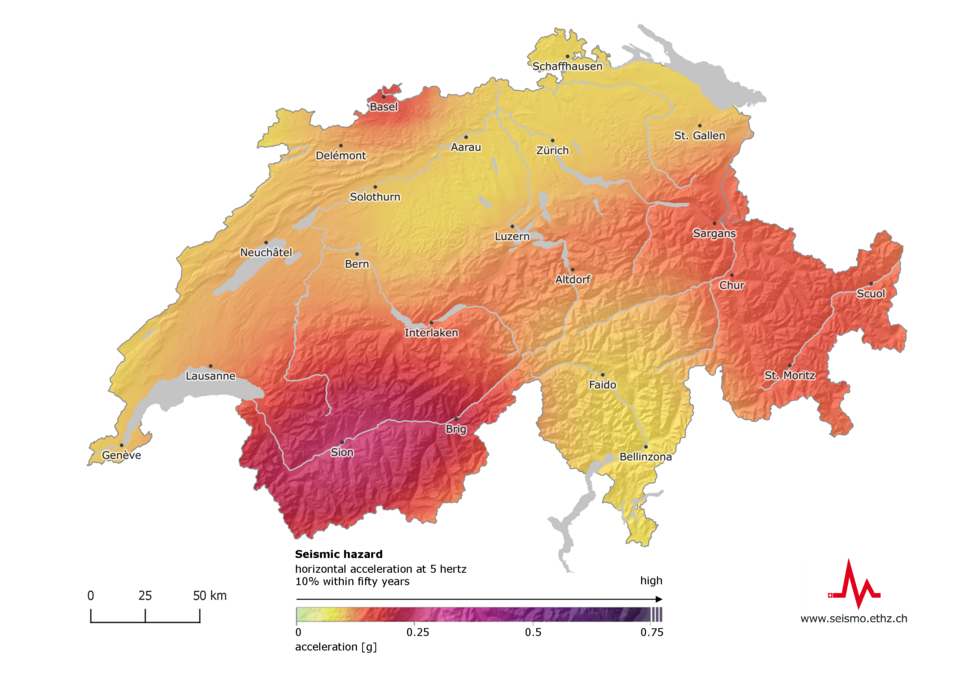 Schaffhausen
Basel
St. Gallen
Aarau
Zürich
Delémont
Solothurn
Sargans
Luzern
Neuchâtel
Bern
Altdorf
Chur
Scuol
Interlaken
Lausanne
St. Moritz
Faido
Brig
Sion
Genève
Bellinzona
Seismic hazard
horizontal acceleration at 5 hertz
10% within fifty years
high
0 25 50 km
0 0.25 0.5 0.75
acceleration [g]
www.seismo.ethz.ch